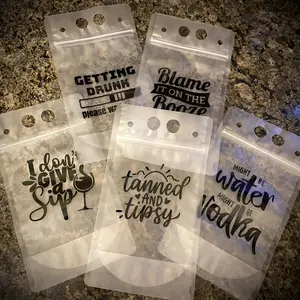 GETTING
DRUNK
Please w
Blame
IT ON THE
Booze
I don't
GIVE
a
Sip
tanned
AND
tipsy
MIGHT BE
water
MIGHT BE
Vodka